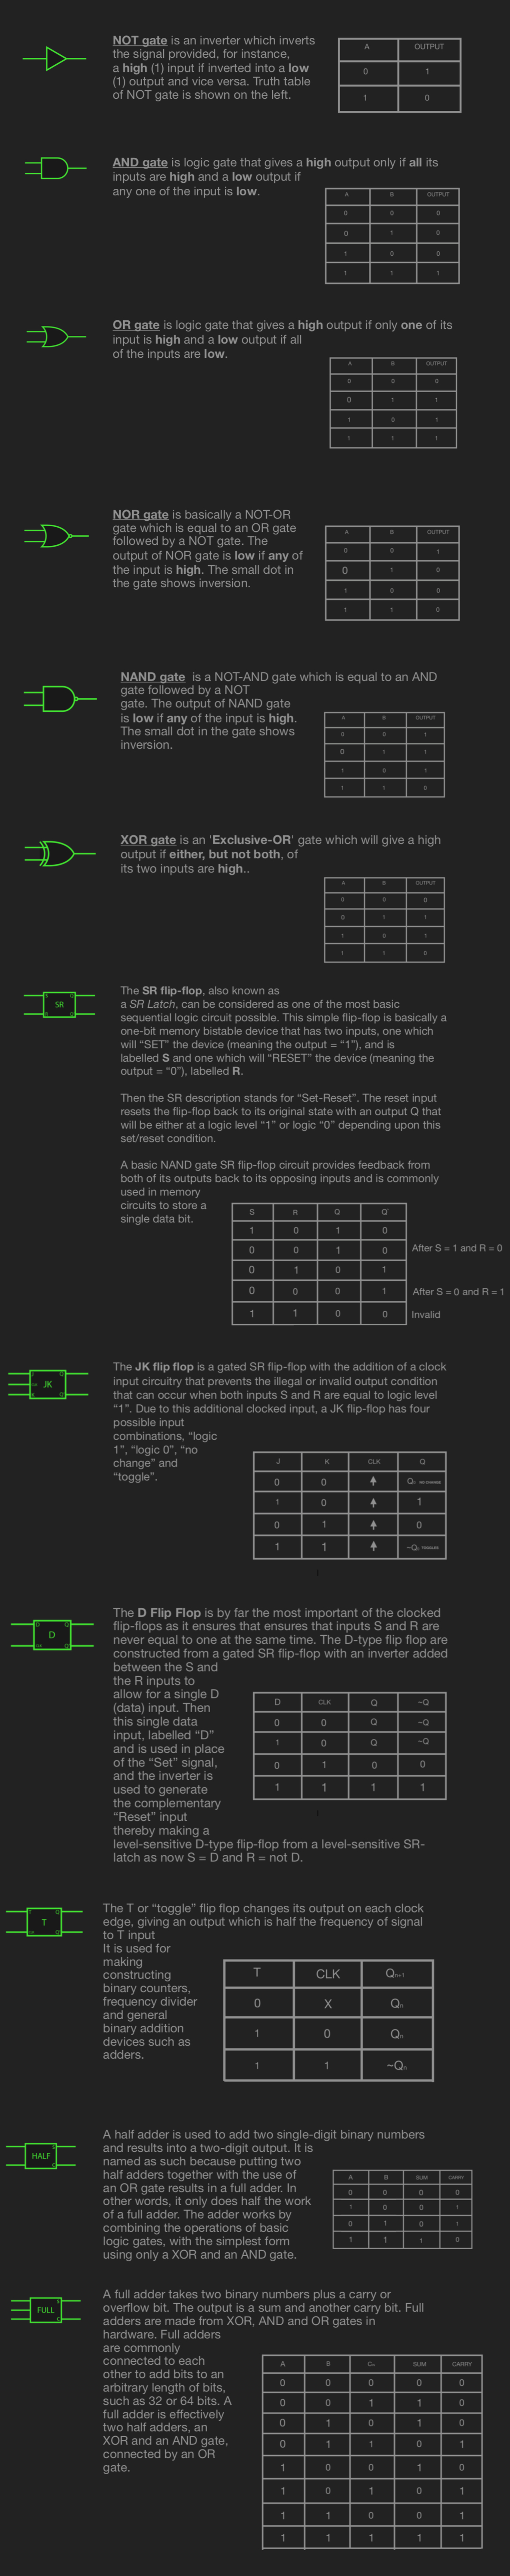 NOT gate is an inverter which inverts
the signal provided, for instance,
a high (1) input if inverted into a low
(1) output and vice versa. Truth table
of NOT gate is shown on the left.
A OUTPUT
0 1
1 0
AND gate is logic gate that gives a high output only if all its
inputs are high and a low output if
any one of the input is low.
A B OUTPUT
0 0 0
0 1 0
1 0 0
1 1 1
OR gate is logic gate that gives a high output if only one of its
input is high and a low output if all
of the inputs are low.
A B OUTPUT
0 0 0
0 1 1
1 0 1
1 1 1
NOR gate is basically a NOT-OR
gate which is equal to an OR gate
followed by a NOT gate. The
output of NOR gate is low if any of
the input is high. The small dot in
the gate shows inversion.
A B OUTPUT
0 0 1
0 1 0
1 0 0
1 1 0
NAND gate is a NOT-AND gate which is equal to an AND
gate followed by a NOT
gate. The output of NAND gate
is low if any of the input is high.
The small dot in the gate shows
inversion.
A B OUTPUT
0 0 1
0 1 1
1 0 1
1 1 0
XOR gate is an 'Exclusive-OR' gate which will give a high
output if either, but not both, of
its two inputs are high..
A B OUTPUT
0 0 0
0 1 1
1 0 1
1 1 0
SR
The SR flip-flop, also known as
a SR Latch, can be considered as one of the most basic
sequential logic circuit possible. This simple flip-flop is basically a
one-bit memory bistable device that has two inputs, one which
will “SET” the device (meaning the output = “1”), and is
labelled S and one which will “RESET” the device (meaning the
output = “0”), labelled R.
Then the SR description stands for “Set-Reset”. The reset input
resets the flip-flop back to its original state with an output Q that
will be either at a logic level “1” or logic “0” depending upon this
set/reset condition.
A basic NAND gate SR flip-flop circuit provides feedback from
both of its outputs back to its opposing inputs and is commonly
used in memory
circuits to store a
single data bit.
S R Q Q'
1 0 1 0
0 0 1 0 After S = 1 and R = 0
0 1 0 1
0 0 0 1 After S = 0 and R = 1
1 1 0 0 Invalid
JK
The JK flip flop is a gated SR flip-flop with the addition of a clock
input circuitry that prevents the illegal or invalid output condition
that can occur when both inputs S and R are equal to logic level
“1”. Due to this additional clocked input, a JK flip-flop has four
possible input
combinations, “logic
1”, “logic 0”, “no
change” and
“toggle”.
J K CLK Q
0 0 Q₀ NO CHANGE
1 0 1
0 1 0
1 1 ~Q₀ TOGGLES
D
The D Flip Flop is by far the most important of the clocked
flip-flops as it ensures that ensures that inputs S and R are
never equal to one at the same time. The D-type flip flop are
constructed from a gated SR flip-flop with an inverter added
between the S and
the R inputs to
allow for a single D
(data) input. Then
this single data
input, labelled “D”
and is used in place
of the “Set” signal,
and the inverter is
used to generate
the complementary
“Reset” input
thereby making a
level-sensitive D-type flip-flop from a level-sensitive SR-
latch as now S = D and R = not D.
D CLK Q ~Q
0 0 Q ~Q
1 0 Q ~Q
0 1 0 0
1 1 1 1
T
The T or “toggle” flip flop changes its output on each clock
edge, giving an output which is half the frequency of signal
to T input
It is used for
making
constructing
binary counters,
frequency divider
and general
binary addition
devices such as
adders.
T CLK Qn+1
0 X Qn
1 0 Qn
1 1 ~Qn
HALF
A half adder is used to add two single-digit binary numbers
and results into a two-digit output. It is
named as such because putting two
half adders together with the use of
an OR gate results in a full adder. In
other words, it only does half the work
of a full adder. The adder works by
combining the operations of basic
logic gates, with the simplest form
using only a XOR and an AND gate.
A B SUM CARRY
0 0 0 0
1 0 0 1
0 1 0 1
1 1 1 0
FULL
A full adder takes two binary numbers plus a carry or
overflow bit. The output is a sum and another carry bit. Full
adders are made from XOR, AND and OR gates in
hardware. Full adders
are commonly
connected to each
other to add bits to an
arbitrary length of bits,
such as 32 or 64 bits. A
full adder is effectively
two half adders, an
XOR and an AND gate,
connected by an OR
gate.
A B Cin SUM CARRY
0 0 0 0 0
0 0 1 1 0
0 1 0 1 0
0 1 1 0 1
1 0 0 1 0
1 0 1 0 1
1 1 0 0 1
1 1 1 1 1